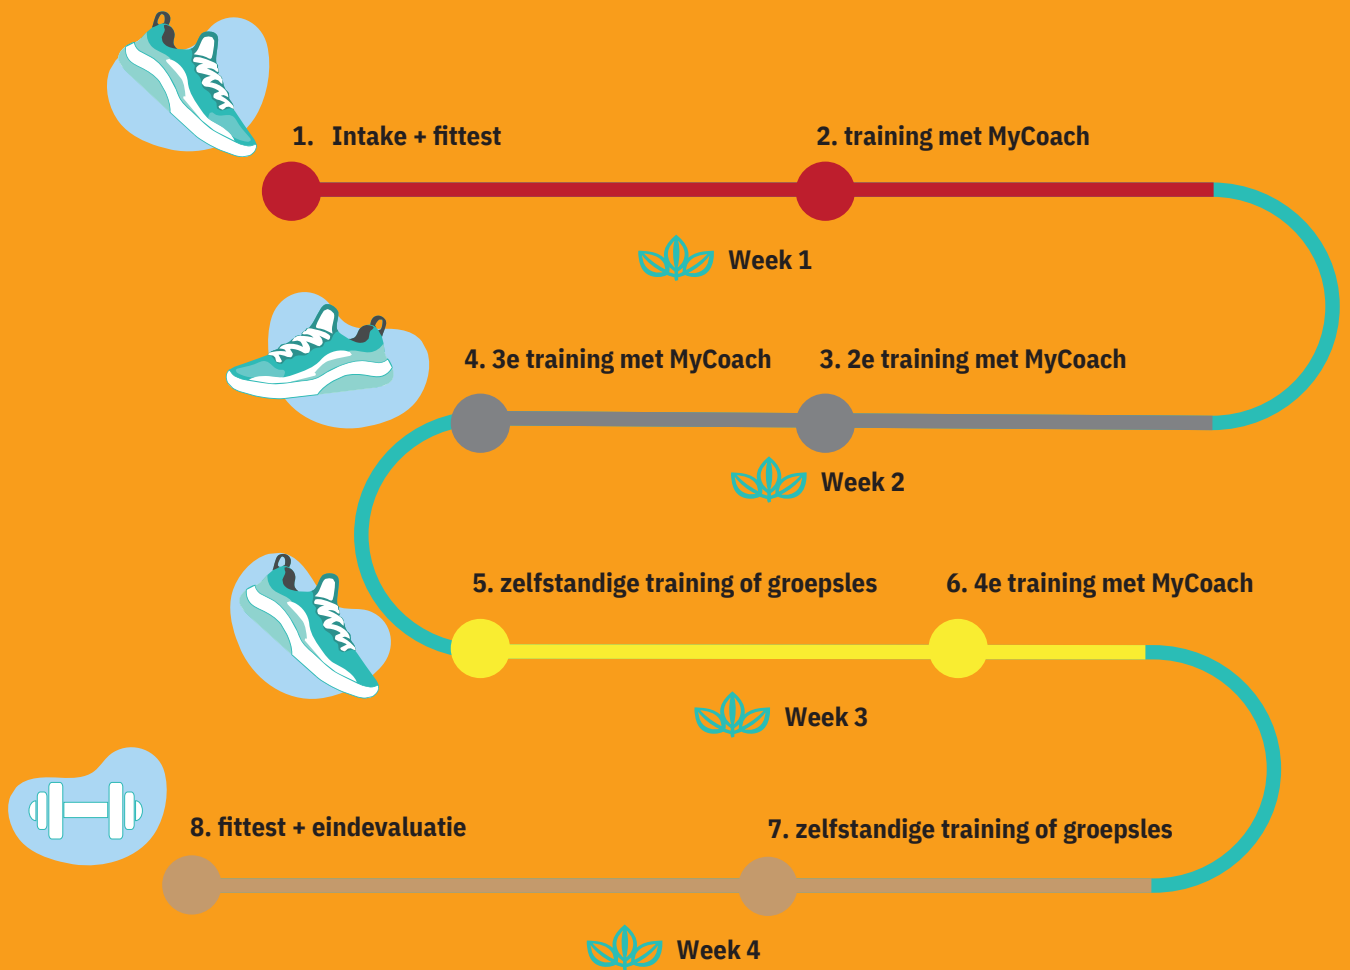 1. Intake + fittest
2. training met MyCoach
Week 1
4. 3e training met MyCoach
3. 2e training met MyCoach
Week 2
5. zelfstandige training of groepsles
6. 4e training met MyCoach
Week 3
8. fittest + eindevaluatie
7. zelfstandige training of groepsles
Week 4